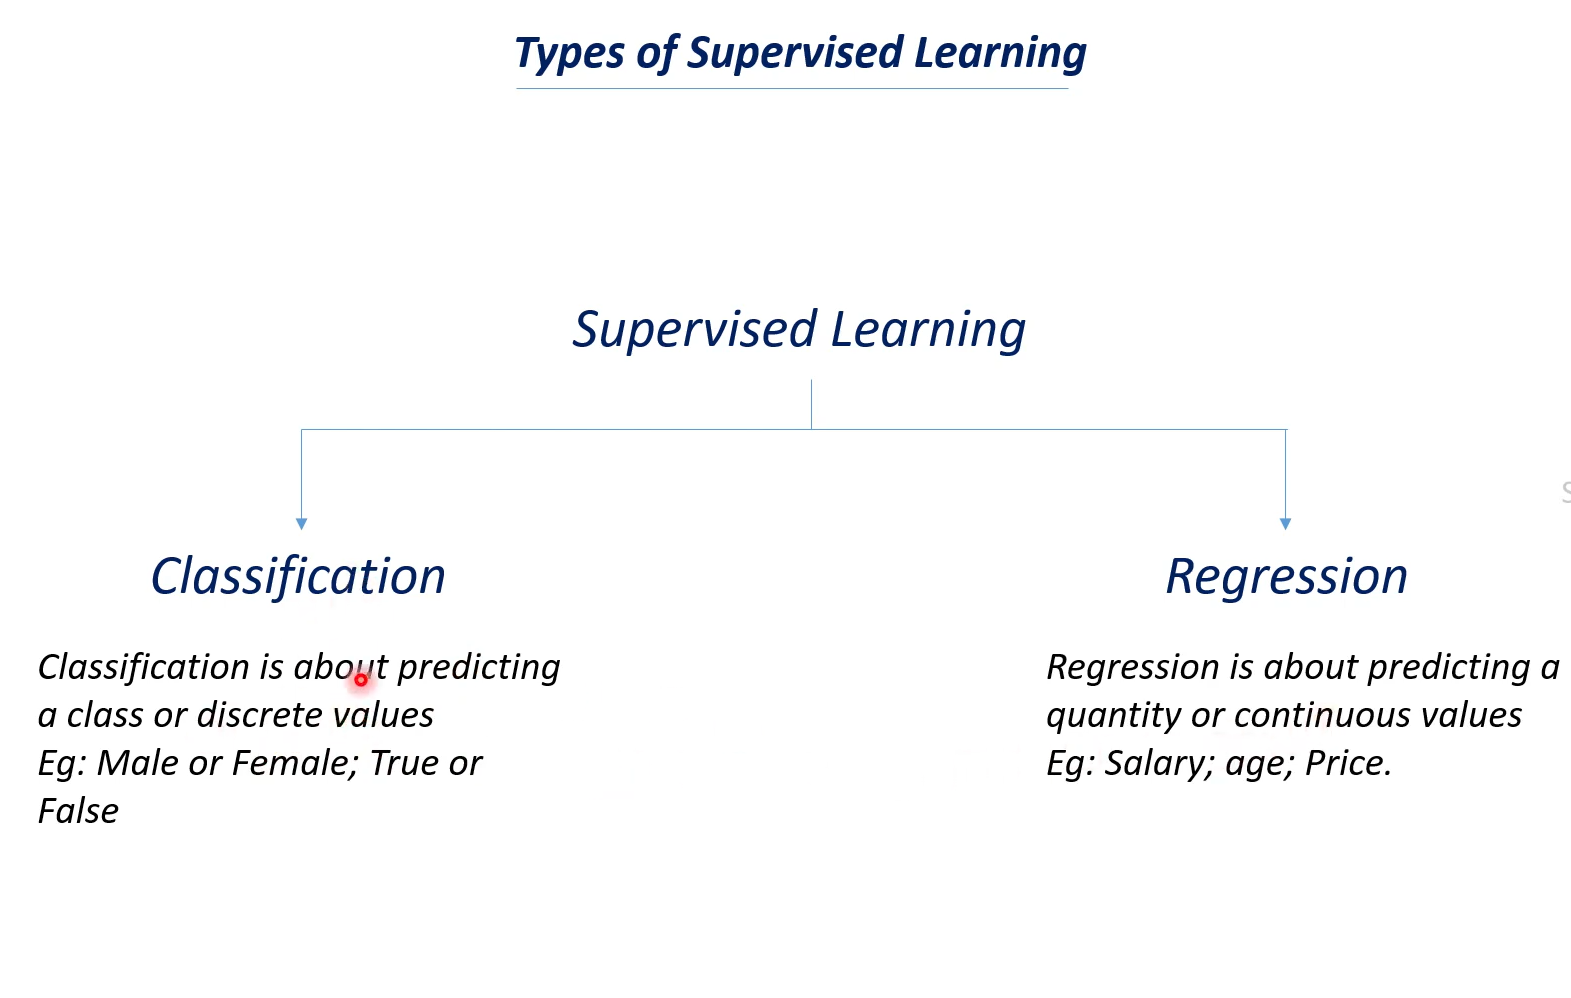 Types of Supervised Learning
Supervised Learning
Classification
Regression
Classification is about predicting
a class or discrete values
Eg: Male or Female; True or
False
Regression is about predicting a
quantity or continuous values
Eg: Salary; age; Price.